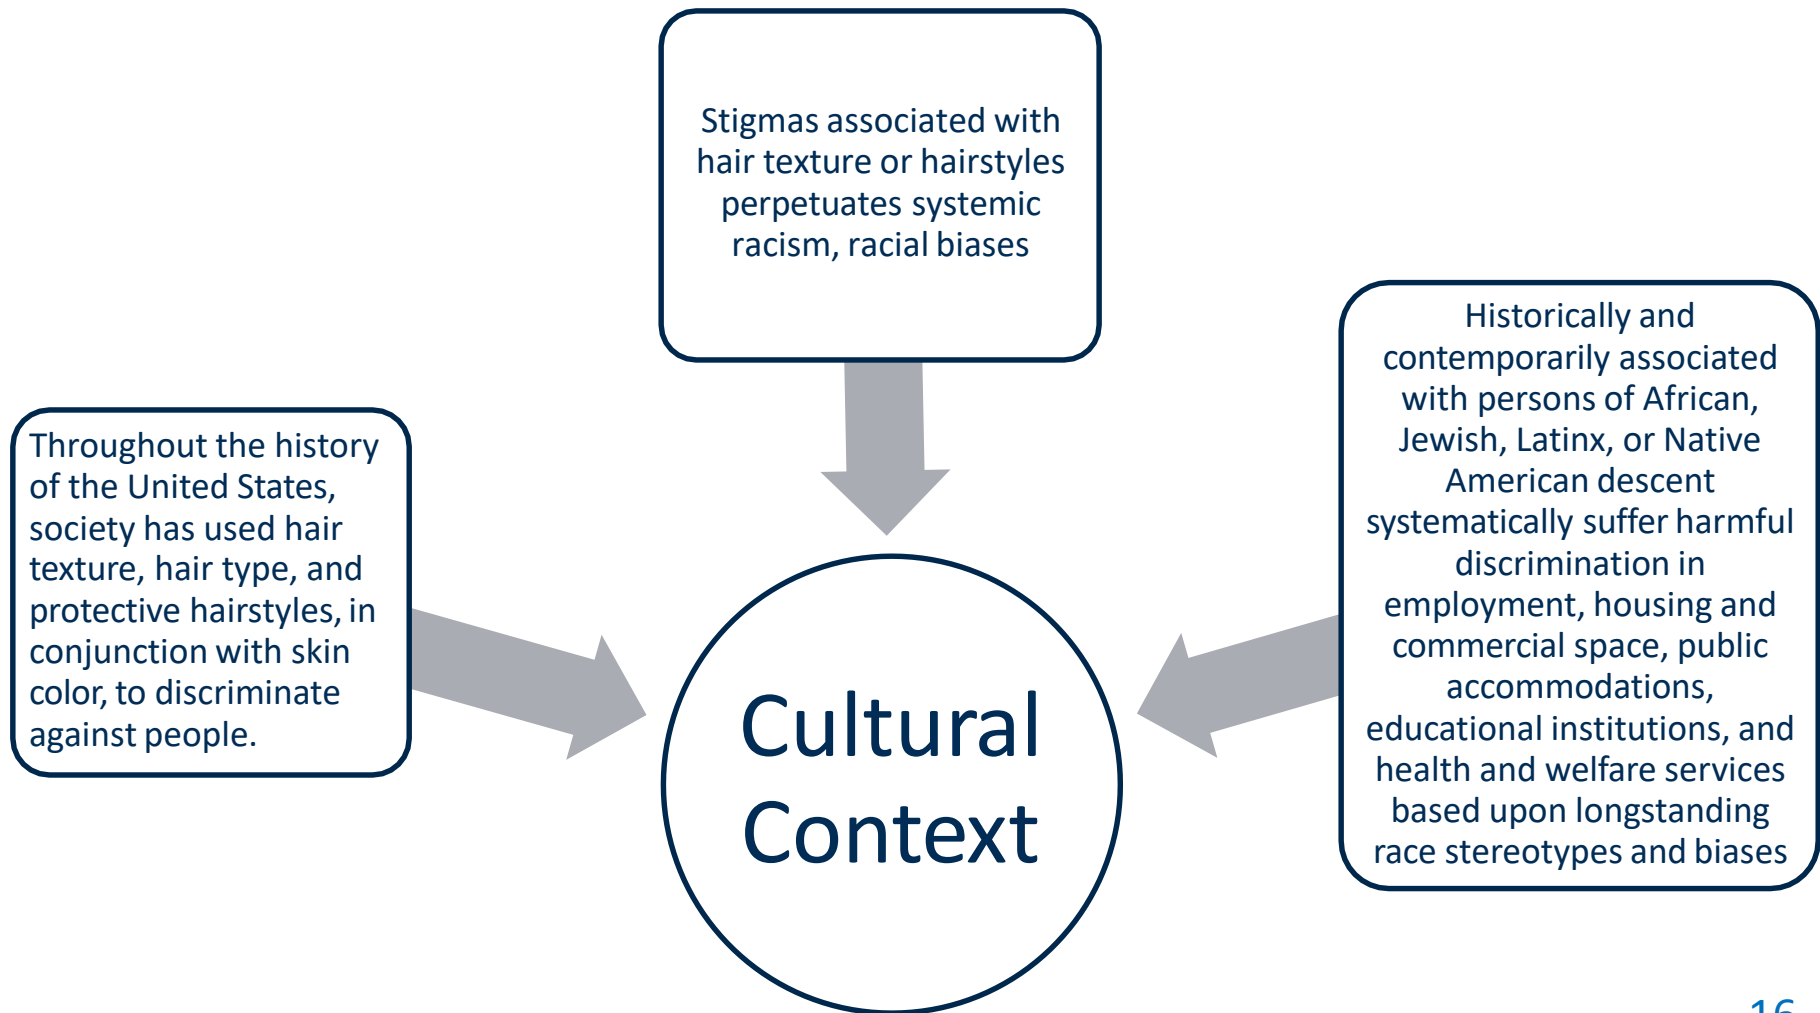 Stigmas associated with
hair texture or hairstyles
perpetuates systemic
racism, racial biases
Throughout the history
of the United States,
society has used hair
texture, hair type, and
protective hairstyles, in
conjunction with skin
color, to discriminate
against people.
Historically and
contemporarily associated
with persons of African,
Jewish, Latinx, or Native
American descent
systematically suffer harmful
discrimination in
employment, housing and
commercial space, public
accommodations,
educational institutions, and
health and welfare services
based upon longstanding
race stereotypes and biases
Cultural
Context
16